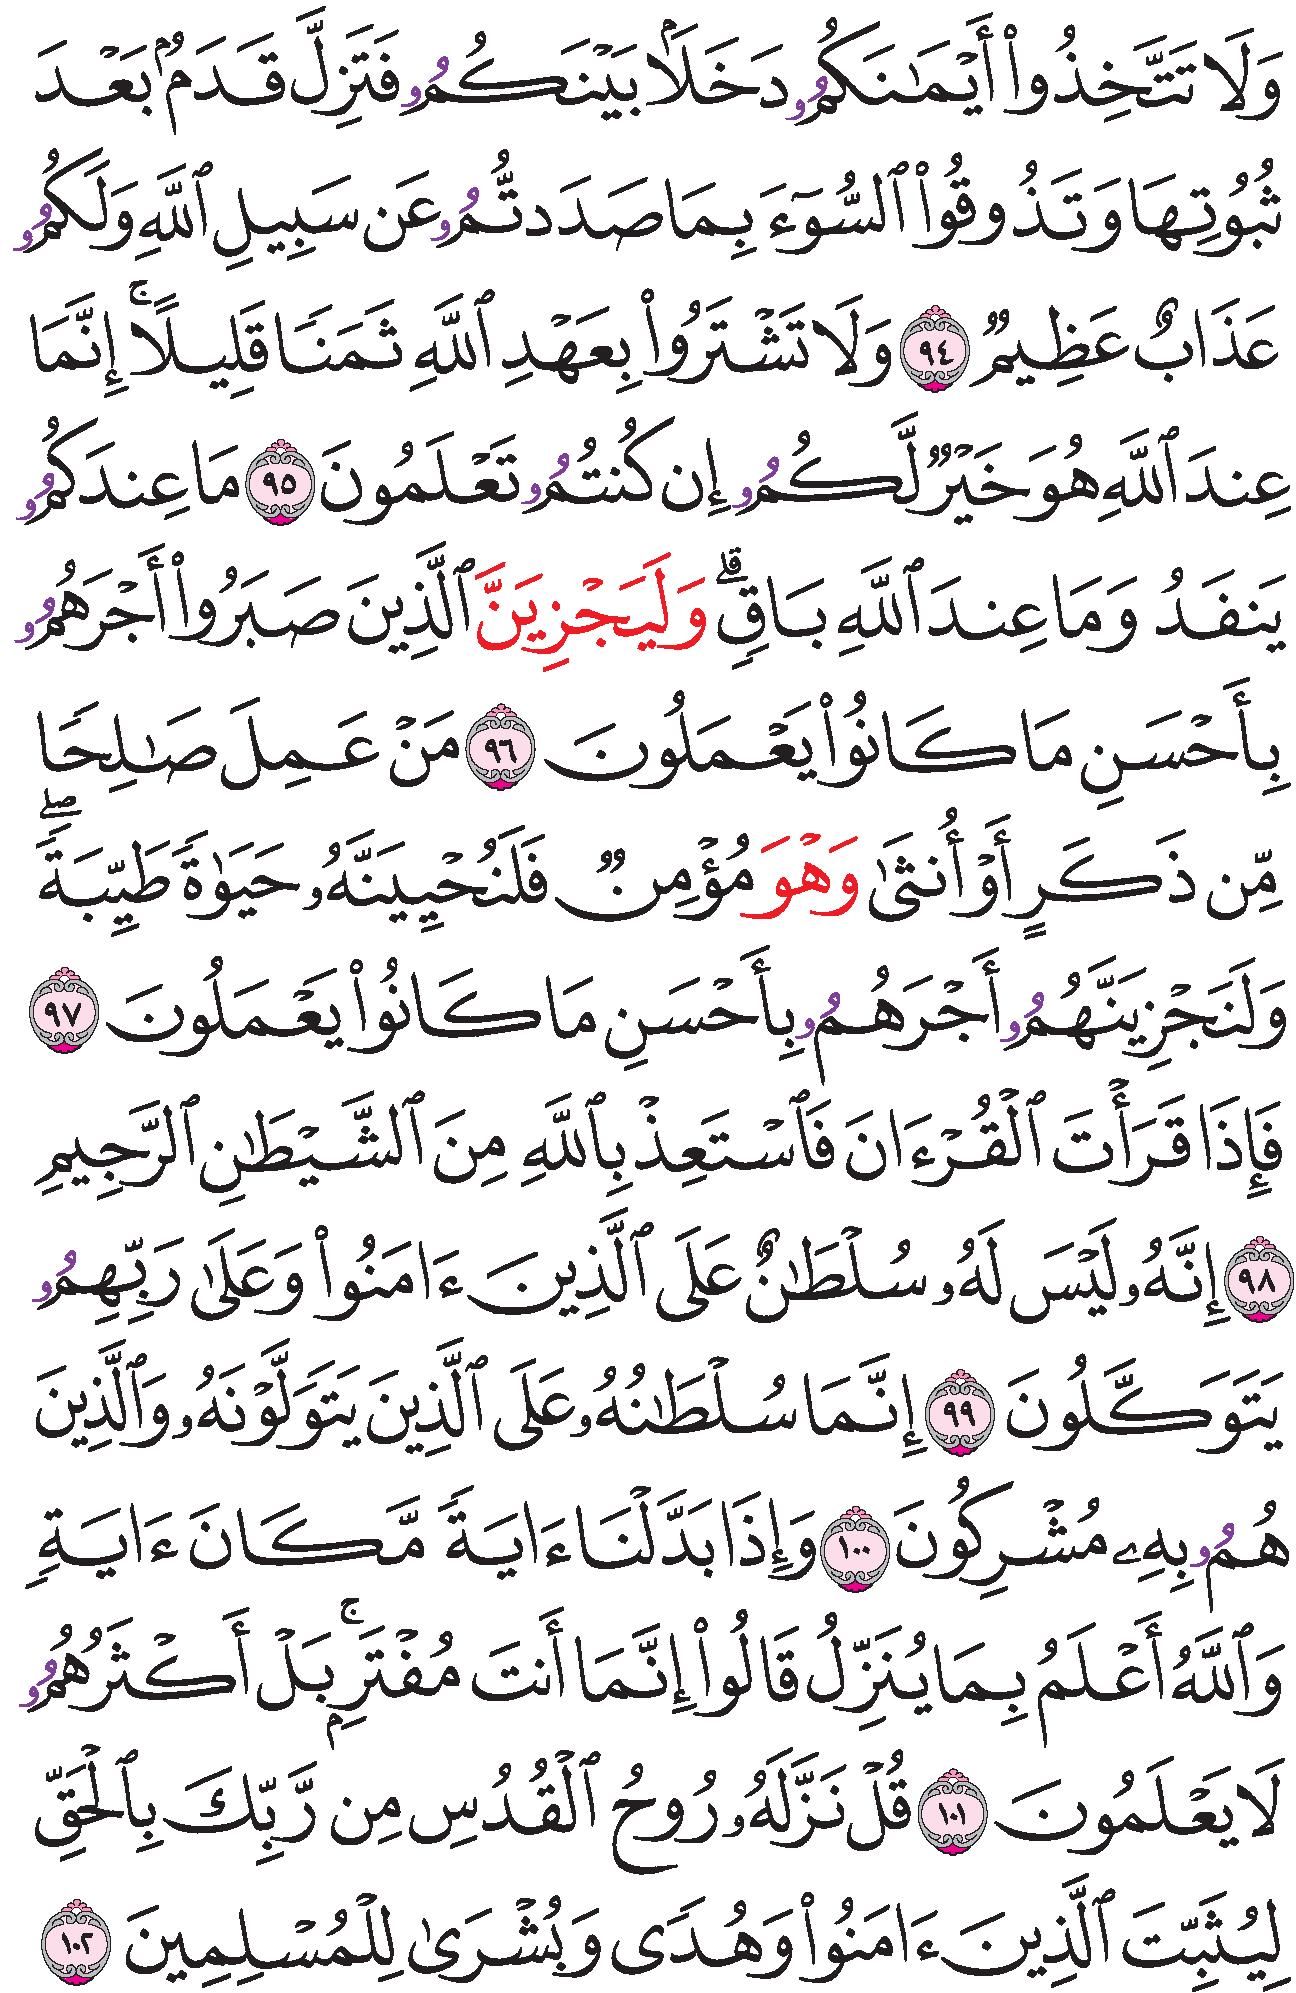 وَلَا تَتَّخِذُوٓا۟ أَيْمَـٰنَكُمُۥ دَخَلَۢا بَيْنَكُمُۥ فَتَزِلَّ قَدَمُۢ بَعْدَ
ثُبُوتِهَا وَتَذُوقُوا۟ ٱلسُّوٓءَ بِمَا صَدَدتُّمُۥ عَن سَبِيلِ ٱللَّهِ وَلَكُمُۥ
عَذَابٌ عَظِيمٌ ٩٤ وَلَا تَشْتَرُوا۟ بِعَهْدِ ٱللَّهِ ثَمَنًا قَلِيلًاۚ إِنَّمَا
عِندَ ٱللَّهِ هُوَ خَيْرٌ لَّكُمُۥ إِن كُنتُمُۥ تَعْلَمُونَ ٩٥ مَا عِندَكُمُۥ
يَنفَدُ وَمَا عِندَ ٱللَّهِ بَاقٍۗ وَلَيَجْزِيَنَّ ٱلَّذِينَ صَبَرُوٓا۟ أَجْرَهُمُۥ
بِأَحْسَنِ مَا كَانُوا۟ يَعْمَلُونَ ٩٦ مَنْ عَمِلَ صَـٰلِحًا
مِّن ذَكَرٍ أَوْ أُنثَىٰ وَهْوَ مُؤْمِنٌ فَلَنُحْيِيَنَّهُۥ حَيَوٰةً طَيِّبَةًۖ
وَلَنَجْزِيَنَّهُمُۥ أَجْرَهُمُۥ بِأَحْسَنِ مَا كَانُوا۟ يَعْمَلُونَ ٩٧
فَإِذَا قَرَأْتَ ٱلْقُرْءَانَ فَٱسْتَعِذْ بِٱللَّهِ مِنَ ٱلشَّيْطَـٰنِ ٱلرَّجِيمِ
٩٨ إِنَّهُۥ لَيْسَ لَهُۥ سُلْطَـٰنٌ عَلَى ٱلَّذِينَ ءَامَنُوا۟ وَعَلَىٰ رَبِّهِمُۥ
يَتَوَكَّلُونَ ٩٩ إِنَّمَا سُلْطَـٰنُهُۥ عَلَى ٱلَّذِينَ يَتَوَلَّوْنَهُۥ وَٱلَّذِينَ
هُمُۥ بِهِۦ مُشْرِكُونَ ١٠٠ وَإِذَا بَدَّلْنَا ءَايَةً مَّكَانَ ءَايَةٍ
وَٱللَّهُ أَعْلَمُ بِمَا يُنَزِّلُ قَالُوٓا۟ إِنَّمَا أَنتَ مُفْتَرٍۭۚ بَلْ أَكْثَرُهُمُۥ
لَا يَعْلَمُونَ ١٠١ قُلْ نَزَّلَهُۥ رُوحُ ٱلْقُدُسِ مِن رَّبِّكَ بِٱلْحَقِّ
لِيُثَبِّتَ ٱلَّذِينَ ءَامَنُوا۟ وَهُدًى وَبُشْرَىٰ لِلْمُسْلِمِينَ ١٠٢